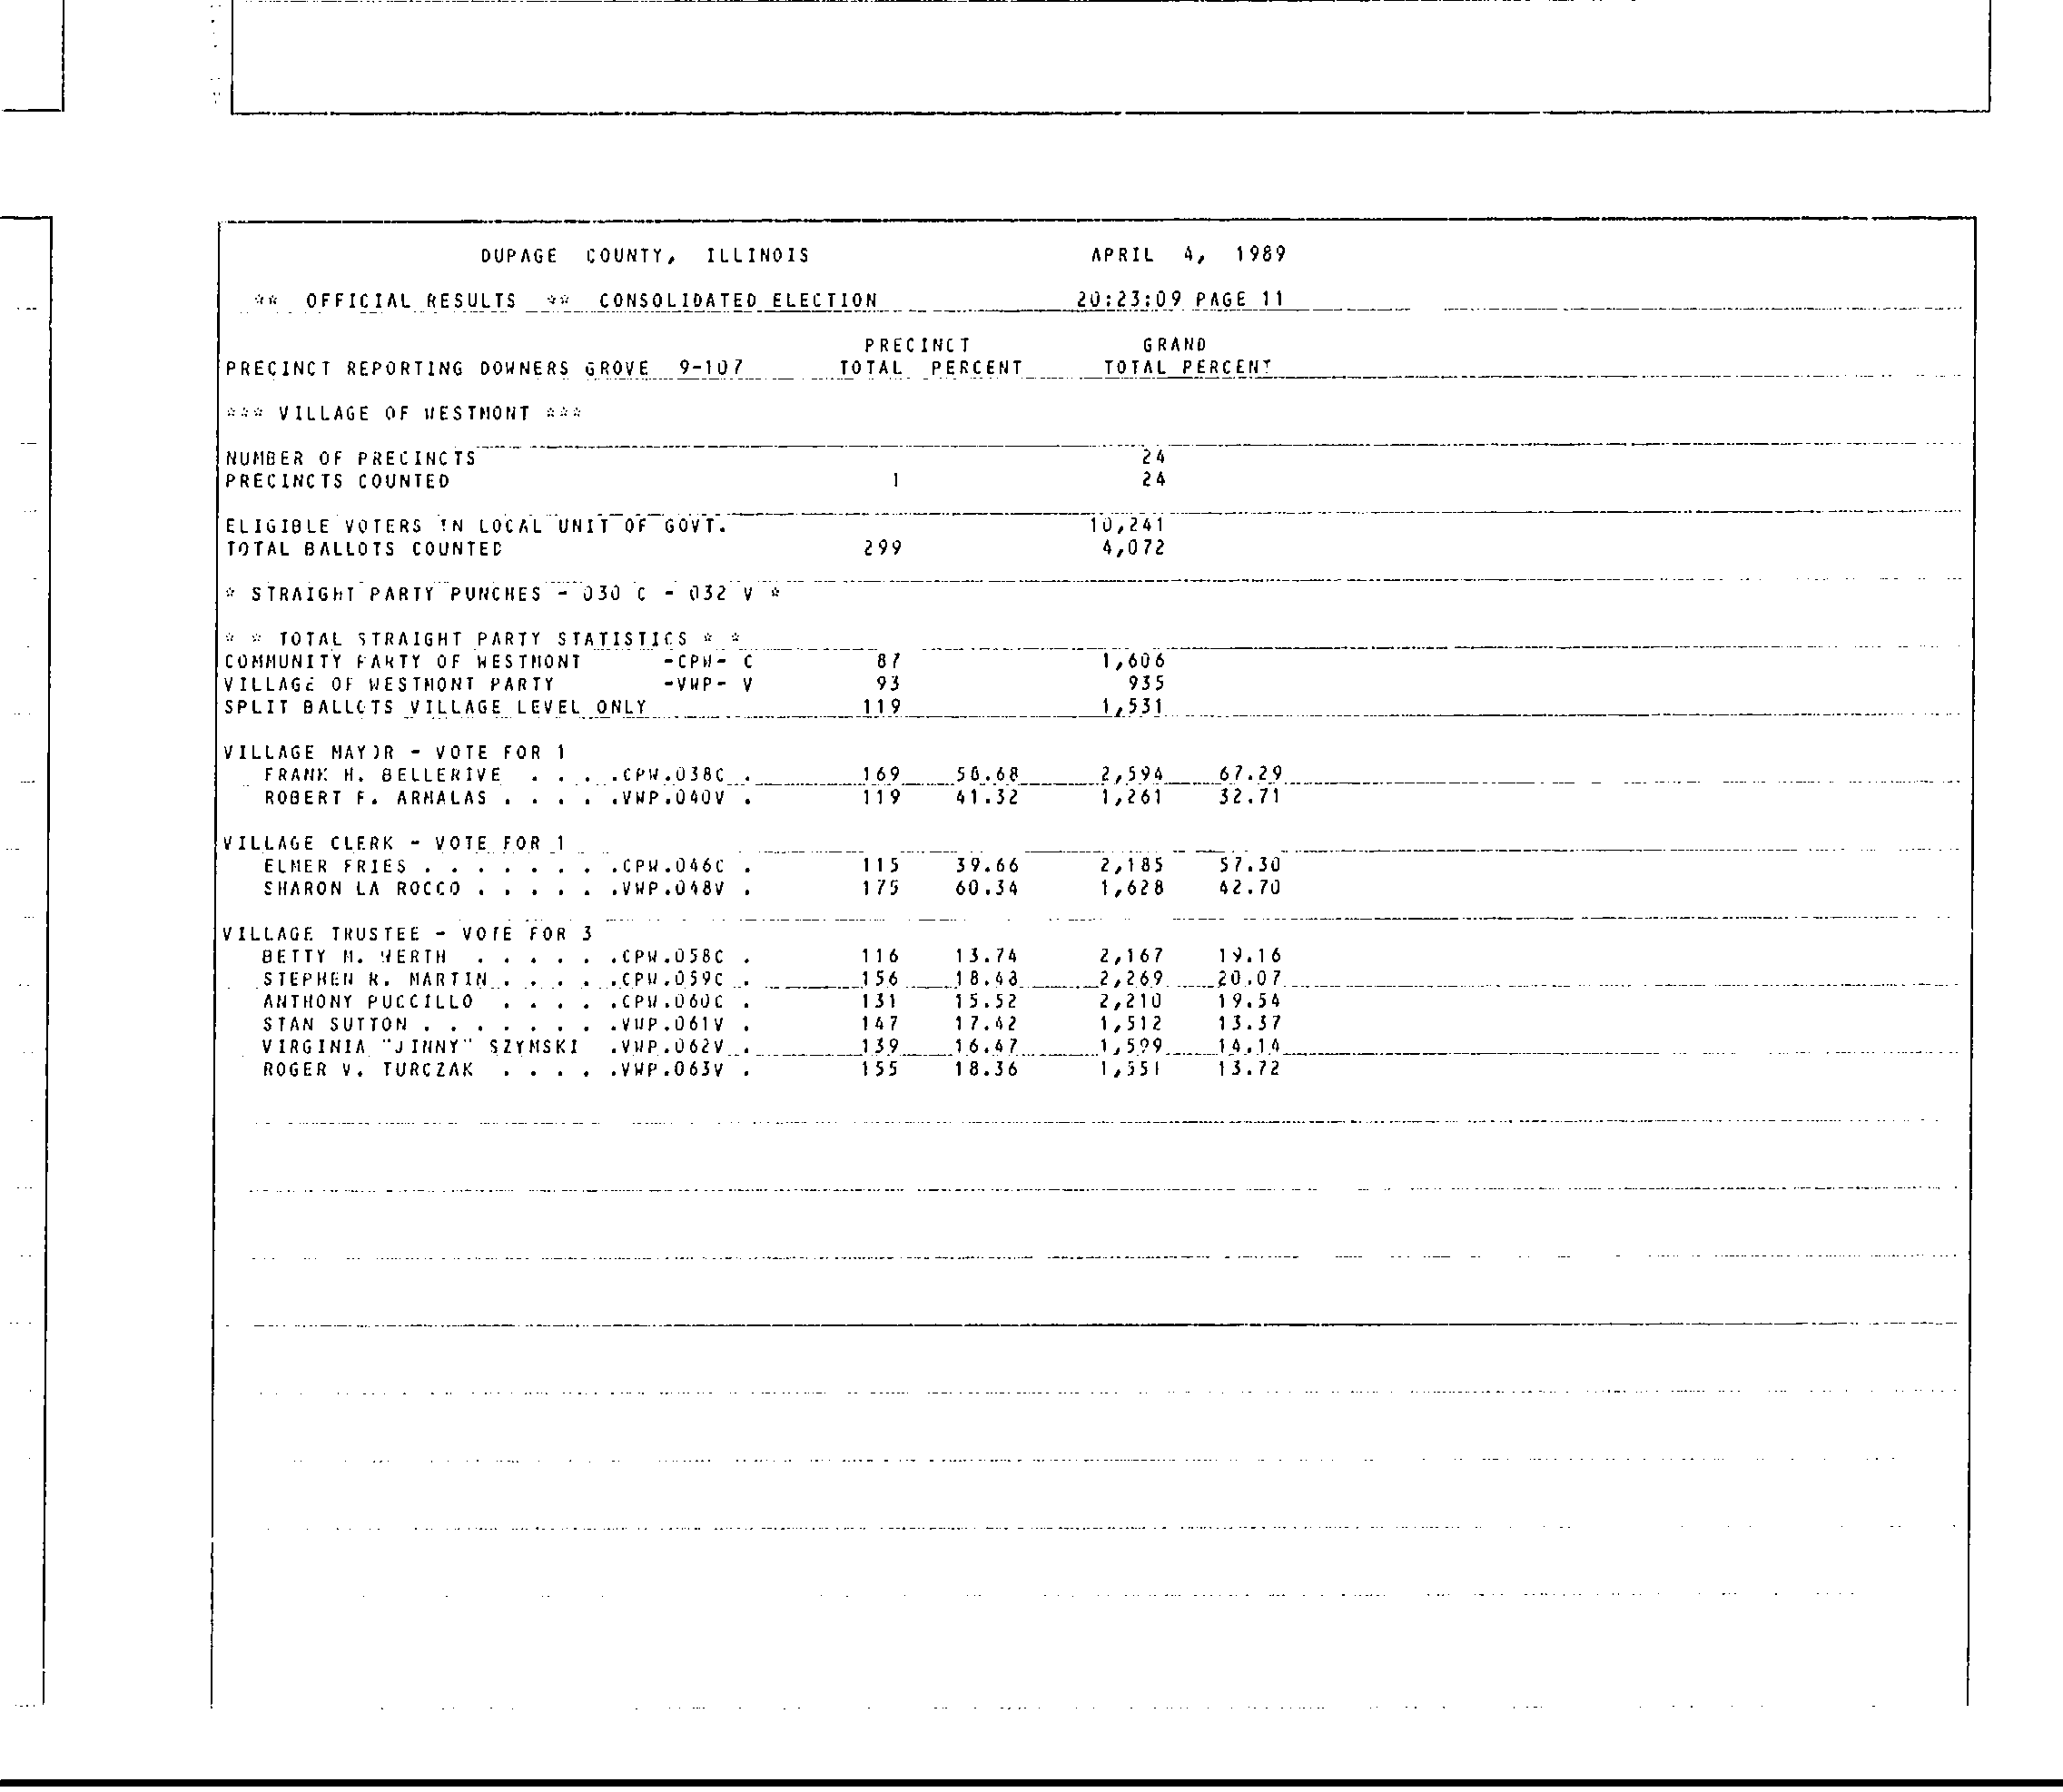 DUPAGE COUNTY, ILLINOIS APRIL 4, 1989
** OFFICIAL RESULTS ** CONSOLIDATED ELECTION 20:23:09 PAGE 11
PRECINCT GRAND
PRECINCT REPORTING DOWNERS GROVE 9-107 TOTAL PERCENT TOTAL PERCENT
*** VILLAGE OF WESTMONT ***
NUMBER OF PRECINCTS 24
PRECINCTS COUNTED 1 24
ELIGIBLE VOTERS IN LOCAL UNIT OF GOVT. 10,241
TOTAL BALLOTS COUNTED 299 4,072
* STRAIGHT PARTY PUNCHES - 030 C - 032 V *
* * TOTAL STRAIGHT PARTY STATISTICS * *
COMMUNITY PARTY OF WESTMONT -CPW- C 87 1,606
VILLAGE OF WESTMONT PARTY -VWP- V 93 935
SPLIT BALLOTS VILLAGE LEVEL ONLY 119 1,531
VILLAGE MAYOR - VOTE FOR 1
FRANK H. BELLERIVE . . . .CPW.038C . 169 58.68 2,594 67.29
ROBERT F. ARMALAS . . . . .VWP.040V . 119 41.32 1,261 32.71
VILLAGE CLERK - VOTE FOR 1
ELMER FRIES . . . . . . . .CPW.046C . 115 39.66 2,185 57.30
SHARON LA ROCCO . . . . . .VWP.048V . 175 60.34 1,628 42.70
VILLAGE TRUSTEE - VOTE FOR 3
BETTY M. WERTH . . . . . .CPW.058C . 116 13.74 2,167 19.16
STEPHEN R. MARTIN . . . . .CPW.059C . 156 18.48 2,269 20.07
ANTHONY PUCCILLO . . . . .CPW.060C . 131 15.52 2,210 19.54
STAN SUTTON . . . . . . . .VWP.061V . 147 17.42 1,512 13.37
VIRGINIA "JINNY" SZYMSKI .VWP.062V . 139 16.47 1,599 14.14
ROGER V. TURCZAK . . . . .VWP.063V . 155 18.36 1,551 13.72